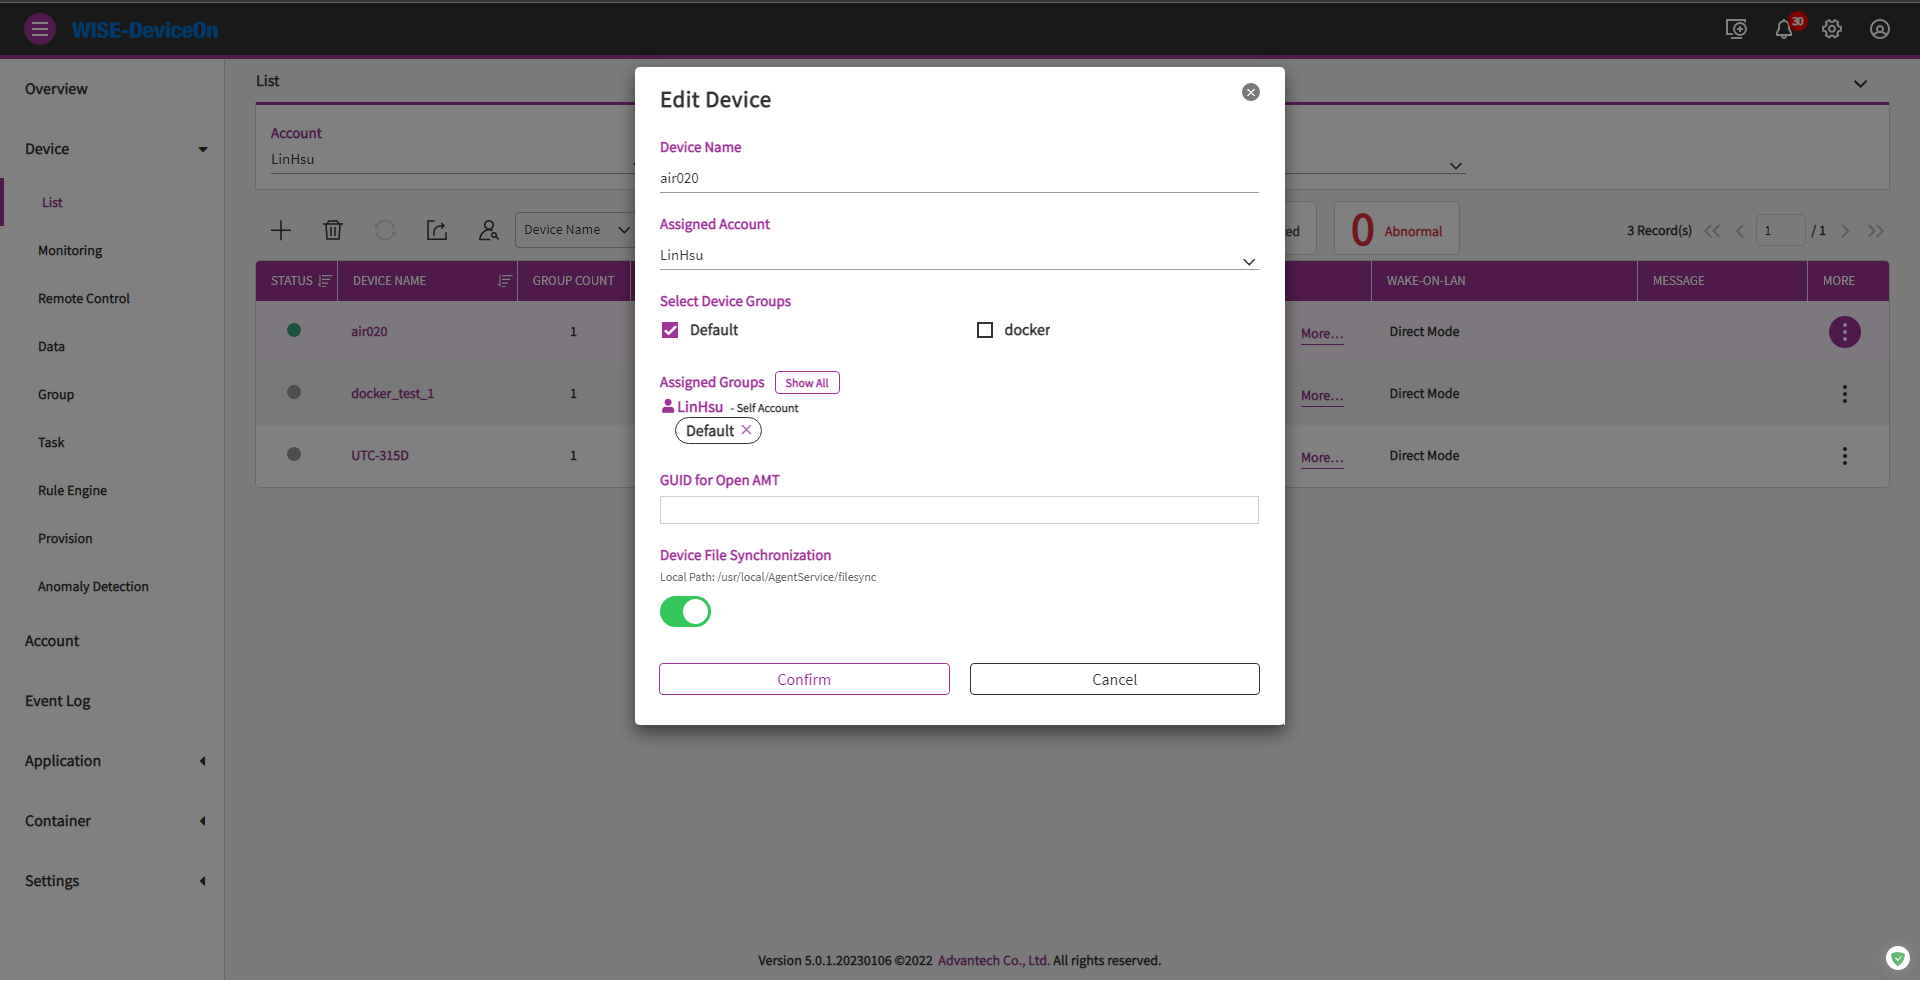 WISE-DeviceOn
30
Overview
Device
List
Monitoring
Remote Control
Data
Group
Task
Rule Engine
Provision
Anomaly Detection
Account
Event Log
Application
Container
Settings
List
Account
LinHsu
Device Name
ed
0 Abnormal
3 Record(s)
1 / 1
STATUS DEVICE NAME GROUP COUNT WAKE-ON-LAN MESSAGE MORE
air020 1 More... Direct Mode
docker_test_1 1 More... Direct Mode
UTC-315D 1 More... Direct Mode
Edit Device
Device Name
air020
Assigned Account
LinHsu
Select Device Groups
Default docker
Assigned Groups Show All
LinHsu - Self Account
Default
GUID for Open AMT
Device File Synchronization
Local Path: /usr/local/AgentService/filesync
Confirm Cancel
Version 5.0.1.20230106 ©2022 Advantech Co., Ltd. All rights reserved.